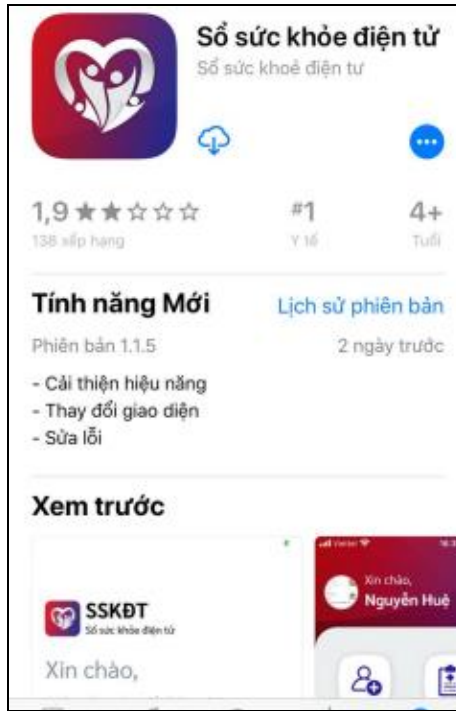 Sổ sức khỏe điện tử
Sổ sức khoẻ điện tư
1,9 ★★☆☆☆ #1 4+
138 xếp hạng Y tế Tuổi
Tính năng Mới Lịch sử phiên bản
Phiên bản 1.1.5 2 ngày trước
- Cải thiện hiệu năng
- Thay đổi giao diện
- Sửa lỗi
Xem trước
Viettel
Xin chào,
Nguyễn Huệ
SSKĐT
Sổ sức khỏe điện tử
Xin chào,